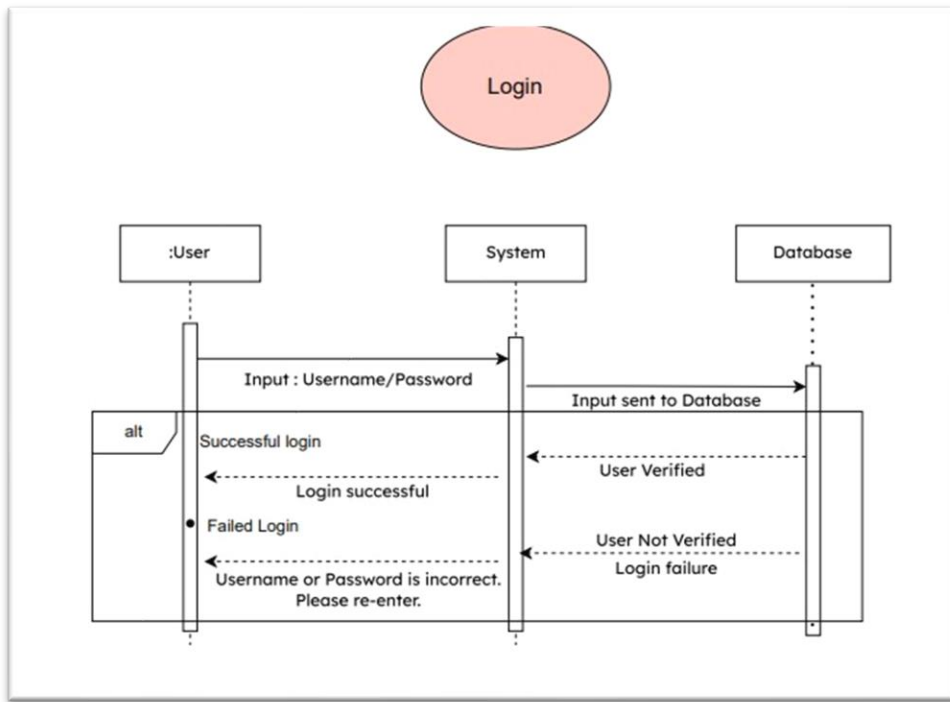 Login
:User
System
Database
Input : Username/Password
Input sent to Database
alt
Successful login
User Verified
Login successful
Failed Login
User Not Verified
Login failure
Username or Password is incorrect.
Please re-enter.